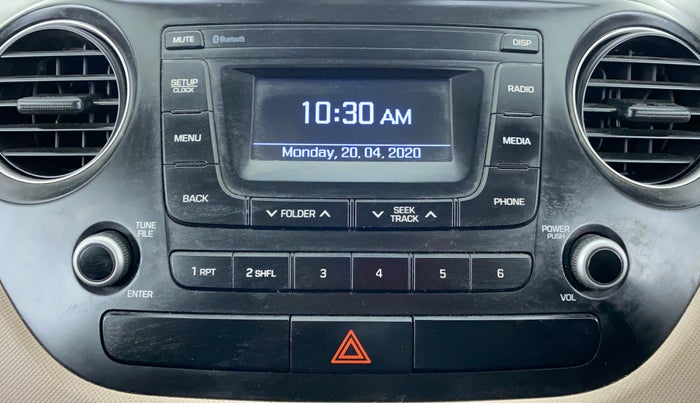 MUTE
Bluetooth
DISP
SETUP
CLOCK
RADIO
10:30 AM
MENU
MEDIA
Monday, 20. 04. 2020
BACK
FOLDER
SEEK
TRACK
PHONE
TUNE
FILE
POWER
PUSH
1 RPT
2 SHFL
3
4
5
6
ENTER
VOL